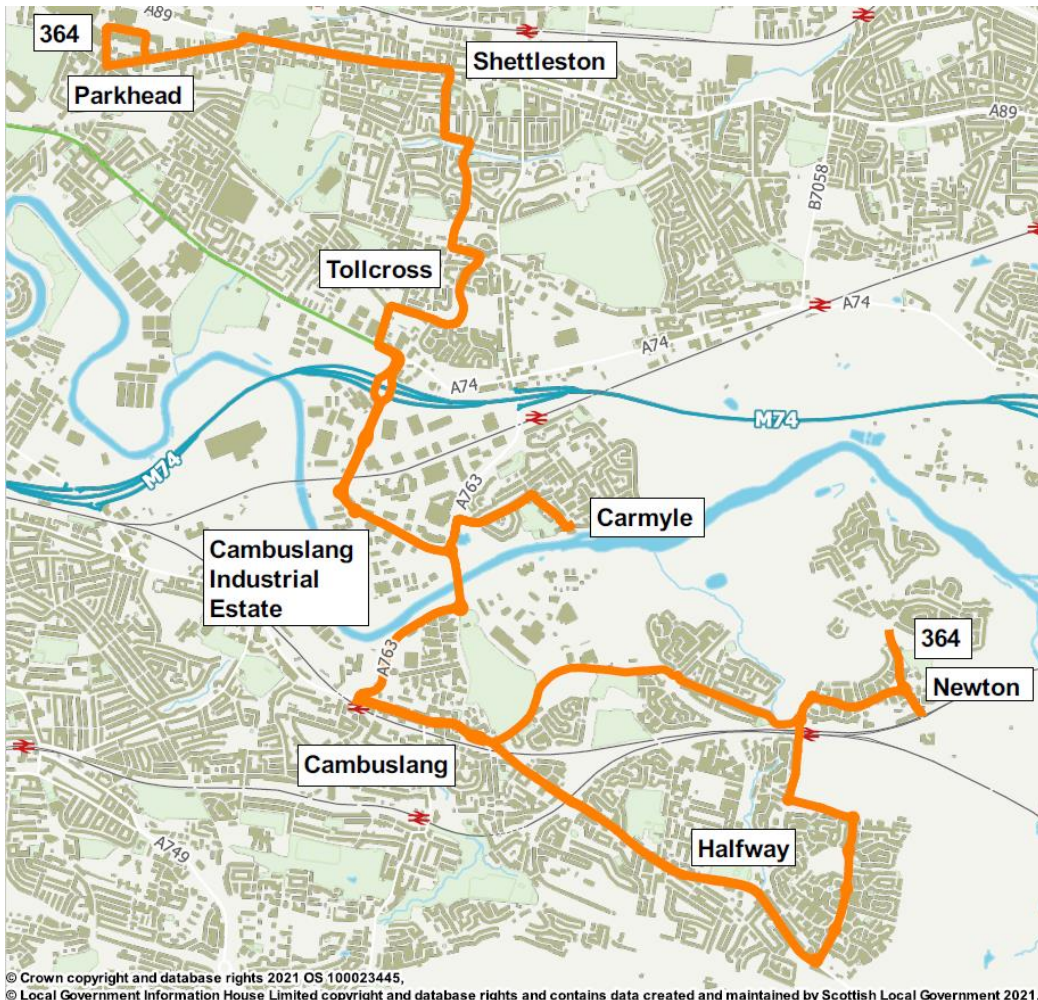 A89
364
Shettleston
Parkhead
A89
B7058
Tollcross
A74
A74
A74
M74
M74
A763
Carmyle
Cambuslang
Industrial
Estate
364
A763
Newton
Cambuslang
Halfway
A749
© Crown copyright and database rights 2021 OS 100023445,
© Local Government Information House Limited copyright and database rights and contains data created and maintained by Scottish Local Government 2021.